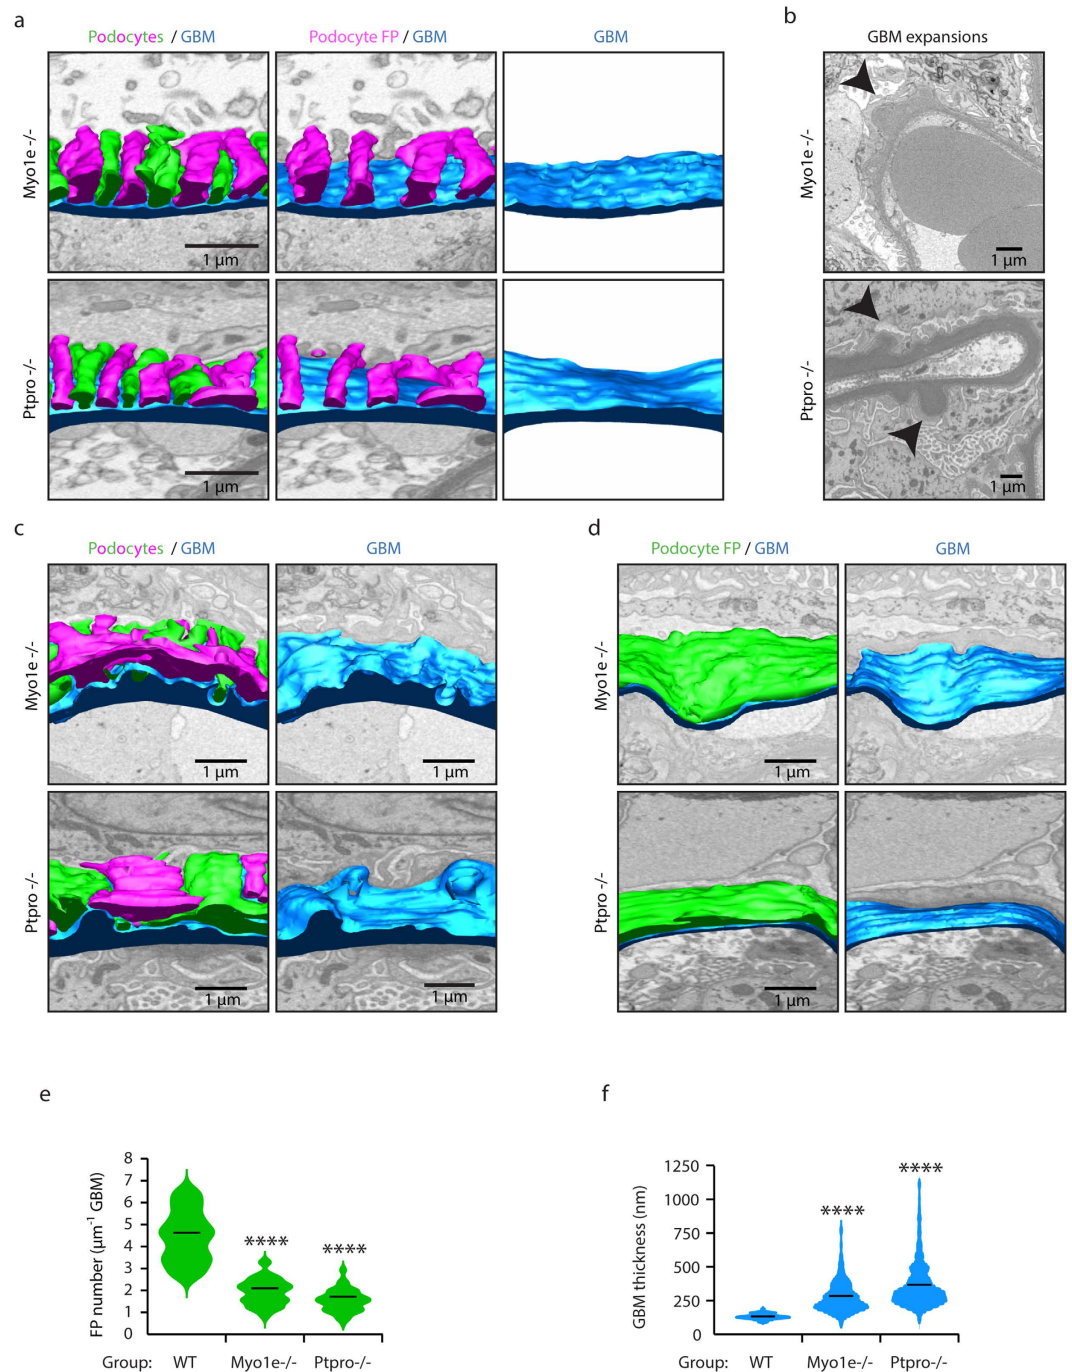 a
Podocytes / GBM
Podocyte FP / GBM
GBM
Myo1e -/-
1 µm
Ptpro -/-
1 µm
b
GBM expansions
Myo1e -/-
1 µm
Ptpro -/-
1 µm
c
Podocytes / GBM
GBM
Myo1e -/-
1 µm
1 µm
Ptpro -/-
1 µm
1 µm
d
Podocyte FP / GBM
GBM
Myo1e -/-
1 µm
Ptpro -/-
1 µm
e
FP number (µm⁻¹ GBM)
8
7
6
5
4
3
2
1
0
****
****
Group: WT Myo1e-/- Ptpro-/-
f
GBM thickness (nm)
1250
1000
750
500
250
0
****
****
Group: WT Myo1e-/- Ptpro-/-